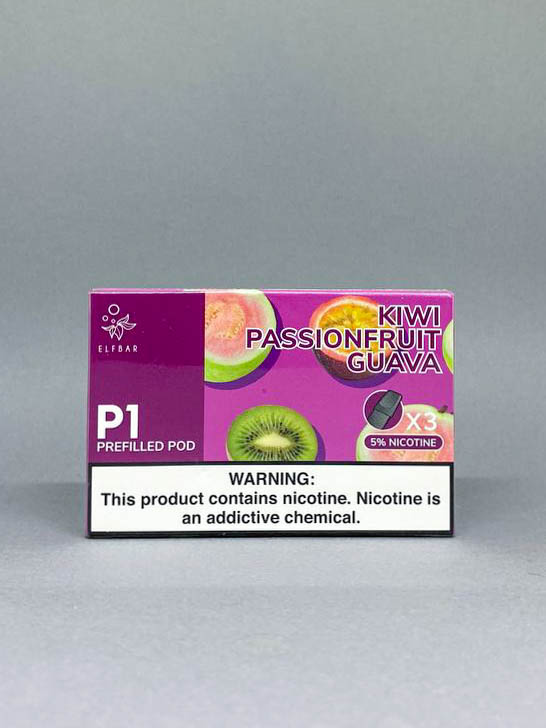 ELFBAR
KIWI
PASSIONFRUIT
GUAVA
P1
PREFILLED POD
X3
5% NICOTINE
WARNING:
This product contains nicotine. Nicotine is
an addictive chemical.